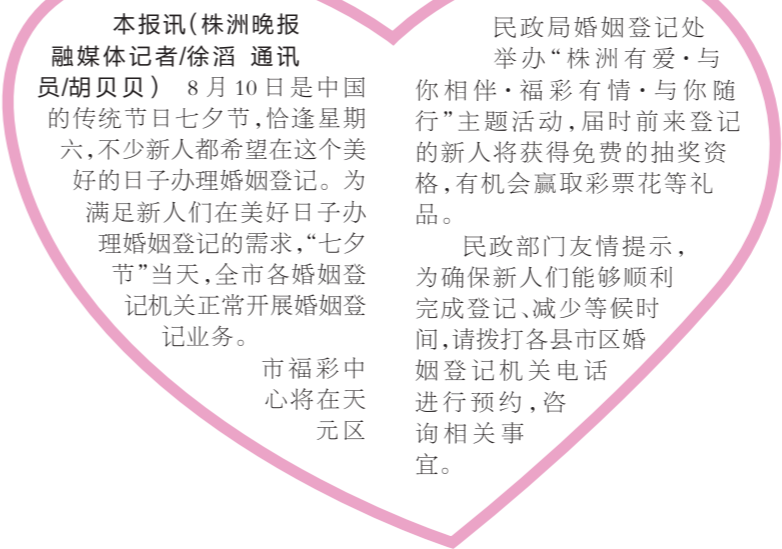 本报讯(株洲晚报
融媒体记者/徐滔 通讯
员/胡贝贝) 8月10日是中国
的传统节日七夕节,恰逢星期
六,不少新人都希望在这个美
好的日子办理婚姻登记。为
满足新人们在美好日子办
理婚姻登记的需求,“七夕
节”当天,全市各婚姻登
记机关正常开展婚姻登
记业务。
市福彩中
心将在天
元区
民政局婚姻登记处
举办“株洲有爱·与
你相伴·福彩有情·与你随
行”主题活动,届时前来登记
的新人将获得免费的抽奖资
格,有机会赢取彩票花等礼
品。
民政部门友情提示,
为确保新人们能够顺利
完成登记、减少等候时
间,请拨打各县市区婚
姻登记机关电话
进行预约,咨
询相关事
宜。